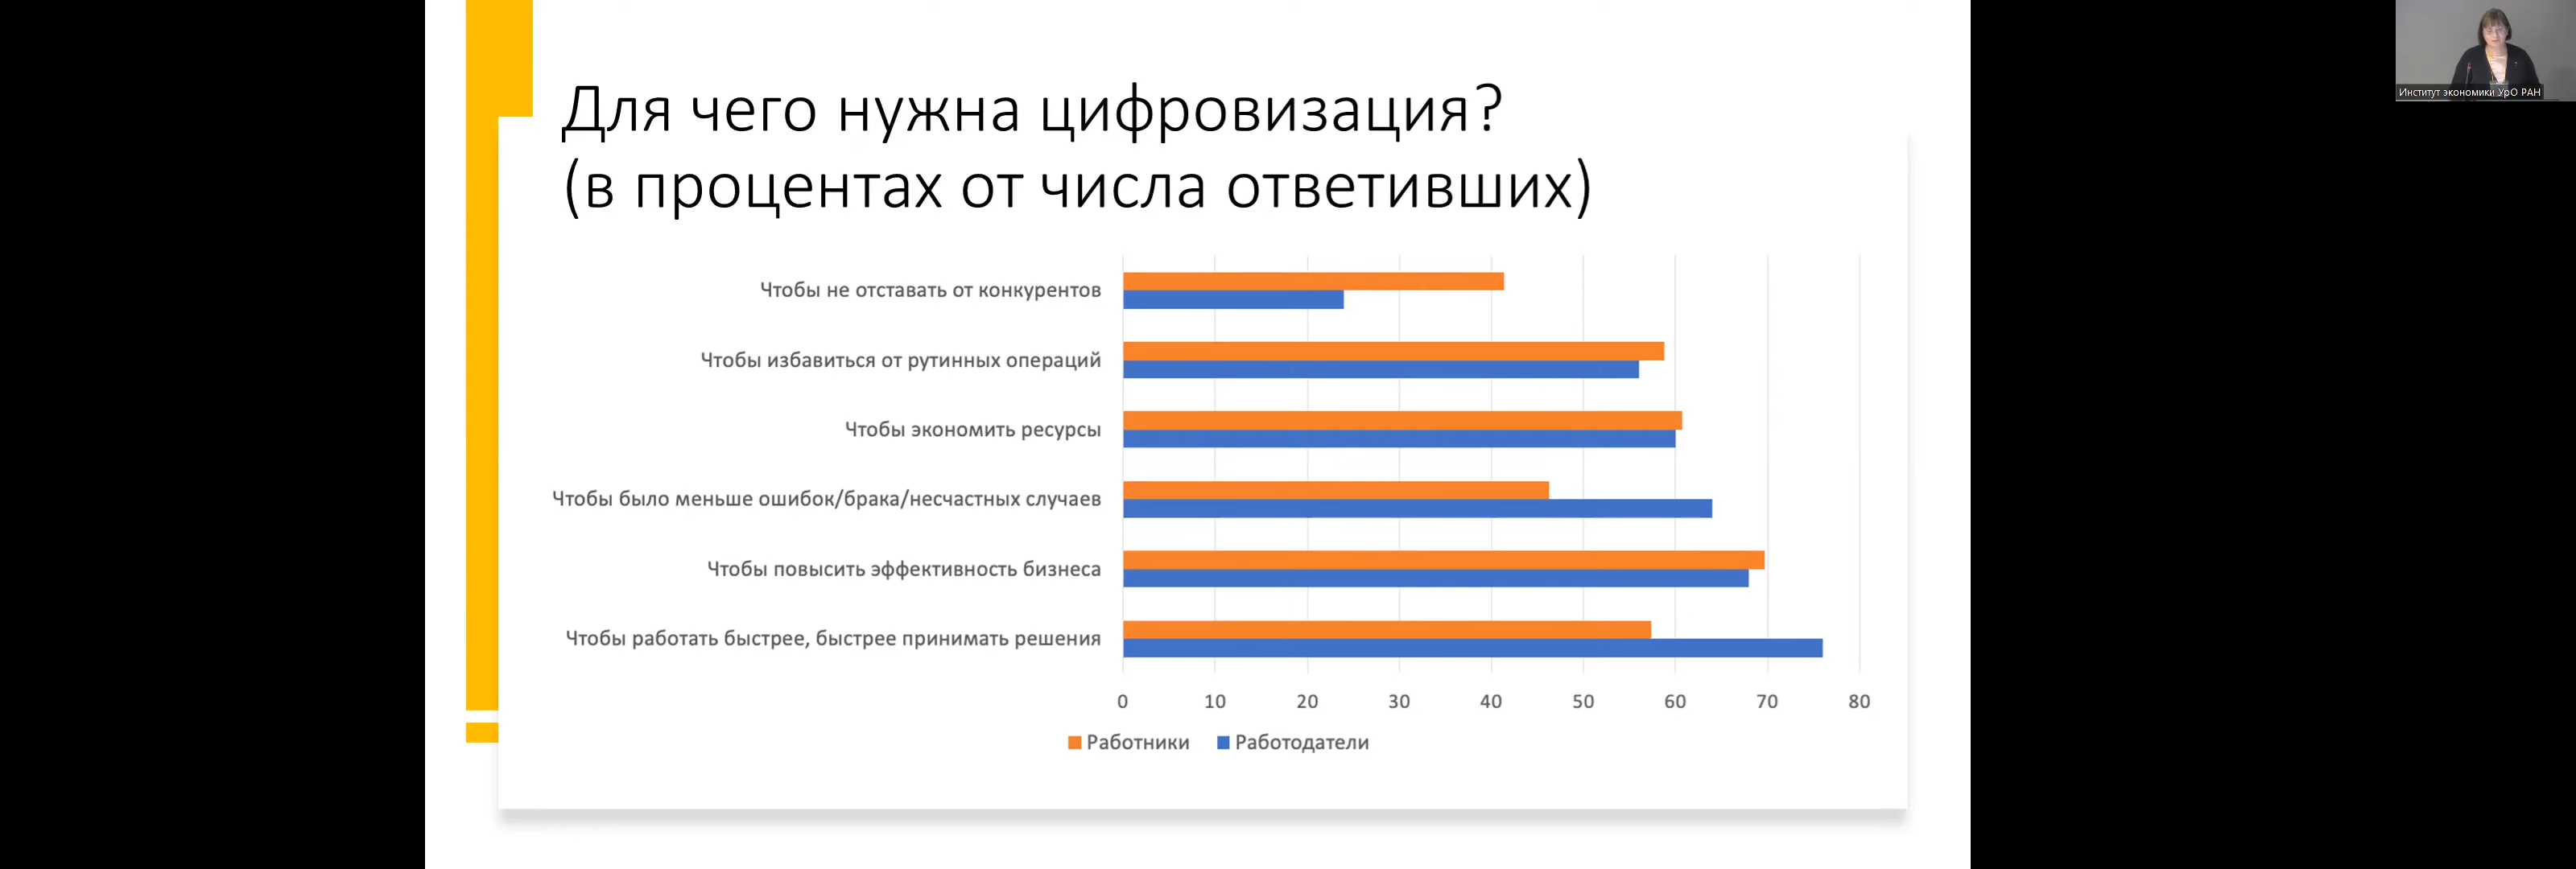 Институт экономики УрО РАН
Для чего нужна цифровизация?
(в процентах от числа ответивших)
Чтобы не отставать от конкурентов
Чтобы избавиться от рутинных операций
Чтобы экономить ресурсы
Чтобы было меньше ошибок/брака/несчастных случаев
Чтобы повысить эффективность бизнеса
Чтобы работать быстрее, быстрее принимать решения
0 10 20 30 40 50 60 70 80
Работники Работодатели